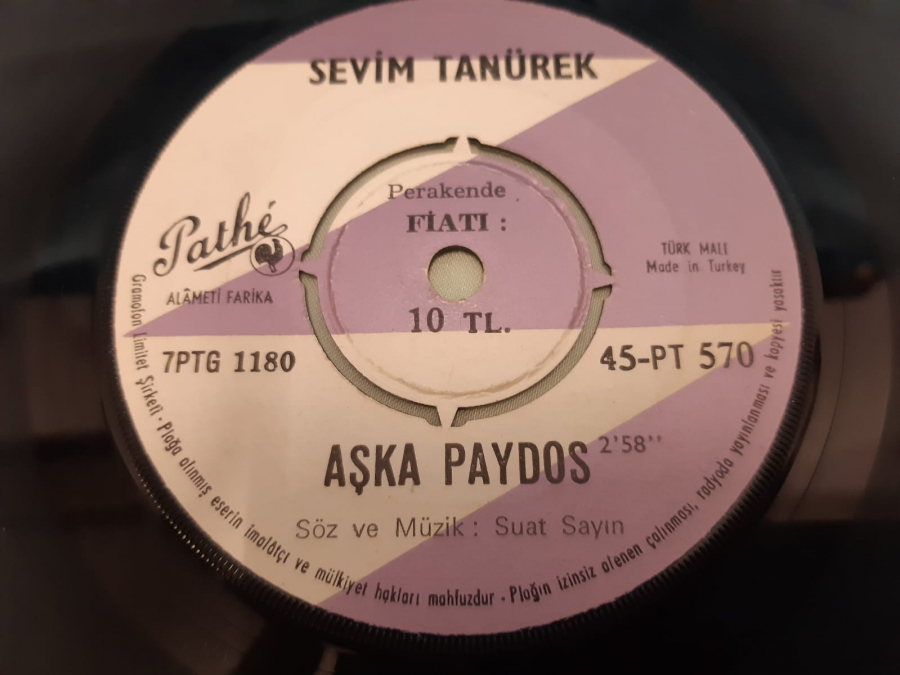 SEVİM TANÜREK
Perakende
FİATI :
10 TL.
Pathé
ALÂMETİ FARİKA
TÜRK MALI
Made in Turkey
7PTG 1180
45-PT 570
AŞKA PAYDOS 2'58''
Söz ve Müzik : Suat Sayın
Gramofon Limitet Şirketi - Plağa alınmış eserin imalâtçı ve mülkiyet hakları mahfuzdur - Plağın izinsiz alenen çalınması, radyoda yayınlanması ve kopyesi yasaktır